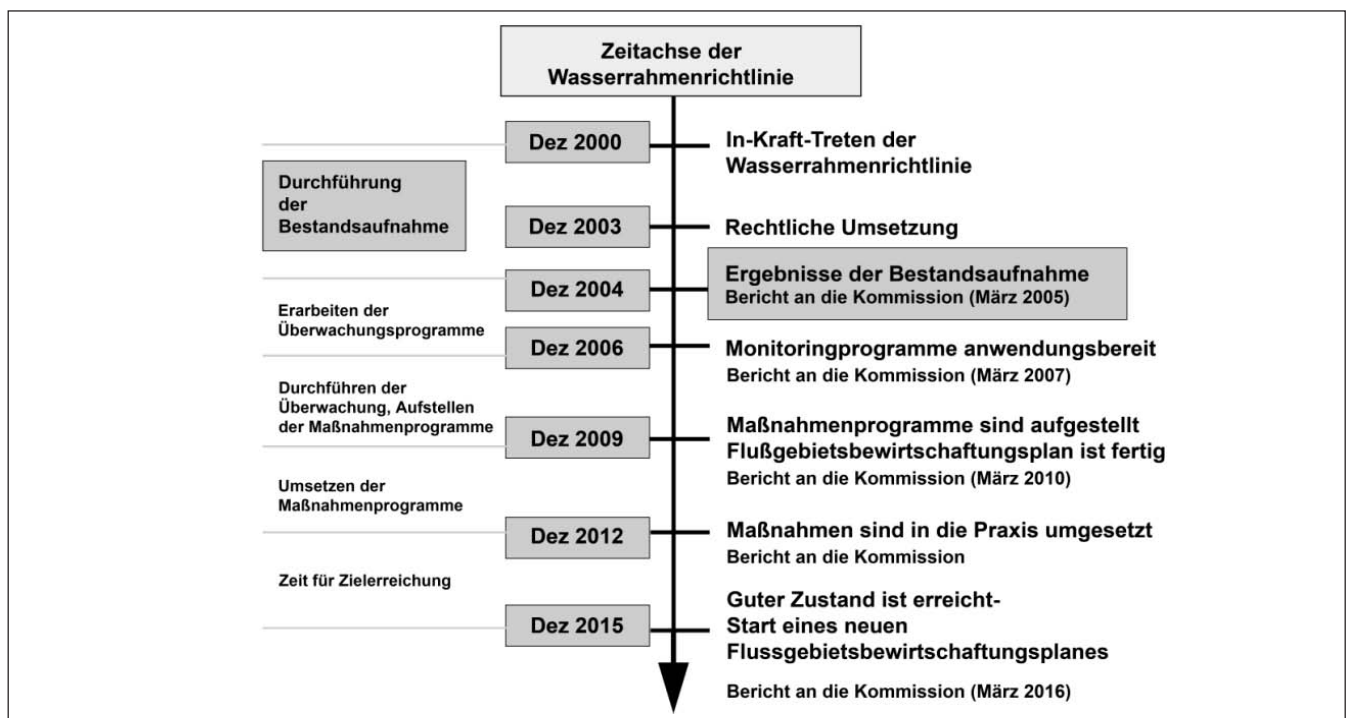 Zeitachse der
Wasserrahmenrichtlinie
Dez 2000
In-Kraft-Treten der
Wasserrahmenrichtlinie
Durchführung
der
Bestandsaufnahme
Dez 2003
Rechtliche Umsetzung
Dez 2004
Ergebnisse der Bestandsaufnahme
Bericht an die Kommission (März 2005)
Erarbeiten der
Überwachungsprogramme
Dez 2006
Monitoringprogramme anwendungsbereit
Bericht an die Kommission (März 2007)
Durchführen der
Überwachung, Aufstellen
der Maßnahmenprogramme
Dez 2009
Maßnahmenprogramme sind aufgestellt
Flußgebietsbewirtschaftungsplan ist fertig
Bericht an die Kommission (März 2010)
Umsetzen der
Maßnahmenprogramme
Dez 2012
Maßnahmen sind in die Praxis umgesetzt
Bericht an die Kommission
Zeit für Zielerreichung
Dez 2015
Guter Zustand ist erreicht-
Start eines neuen
Flussgebietsbewirtschaftungsplanes
Bericht an die Kommission (März 2016)